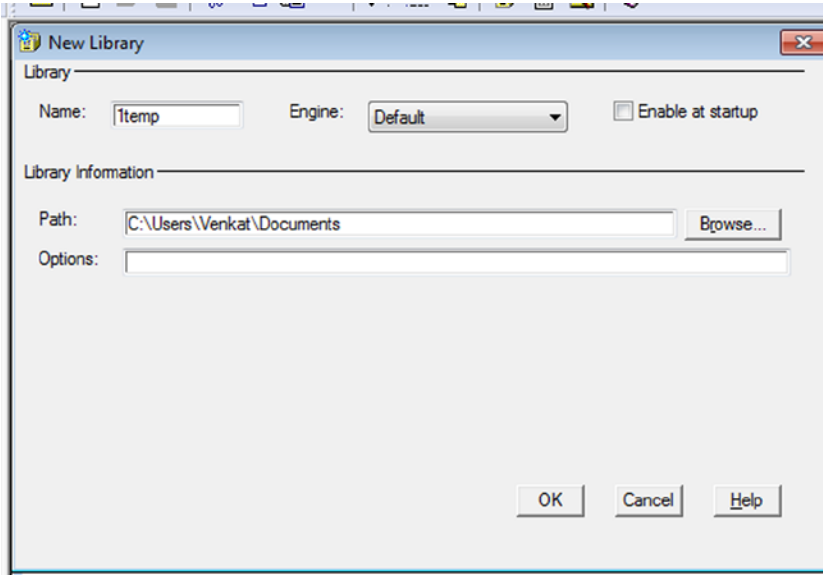 New Library
Library
Name: 1temp Engine: Default Enable at startup
Library Information
Path: C:\Users\Venkat\Documents Browse...
Options:
OK Cancel Help